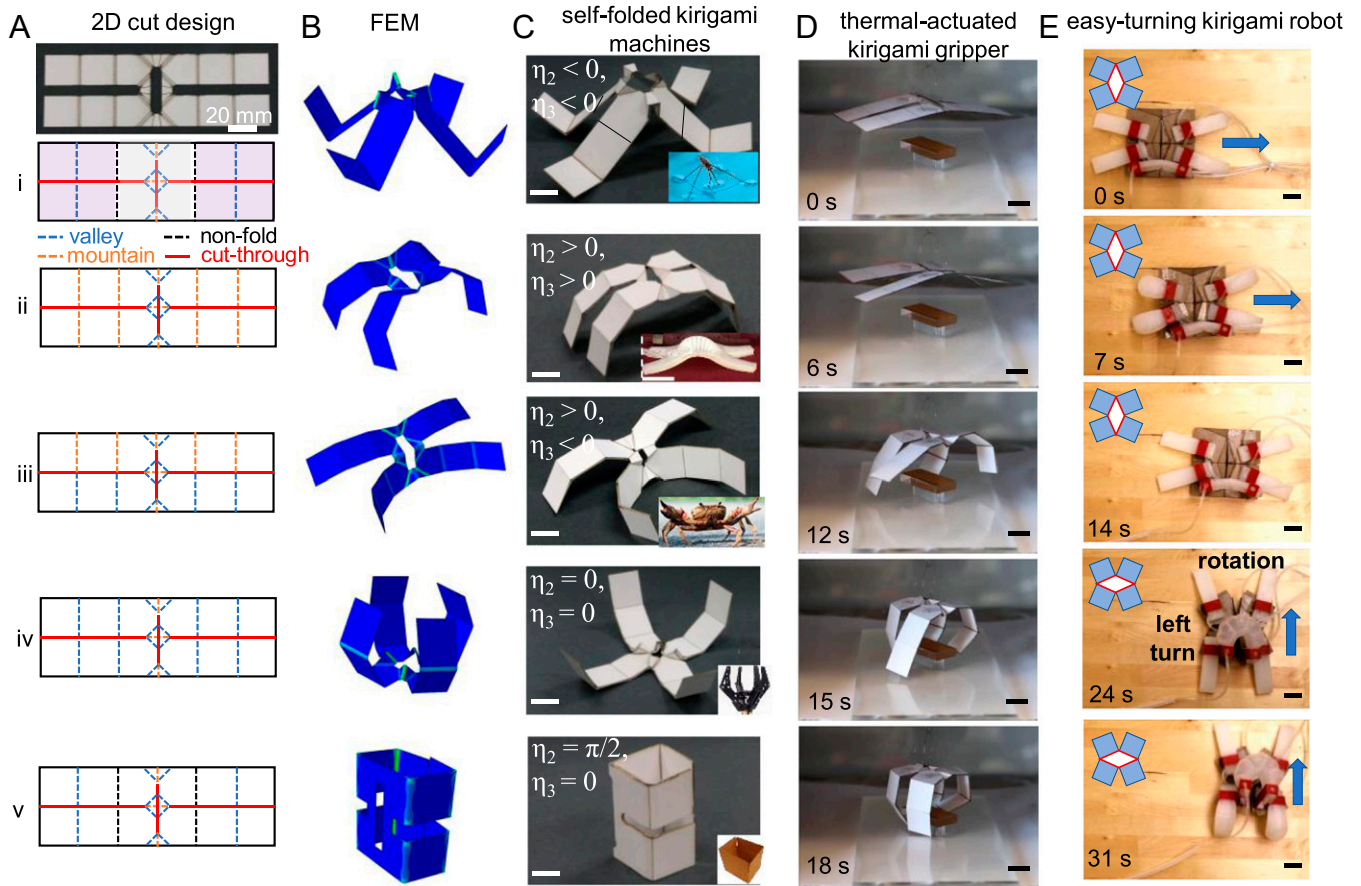 A
2D cut design
B
FEM
C
self-folded kirigami
machines
D
thermal-actuated
kirigami gripper
E
easy-turning kirigami robot
20 mm
i
valley
non-fold
mountain
cut-through
ii
iii
iv
v
η₂ < 0,
η₃ < 0
η₂ > 0,
η₃ > 0
η₂ > 0,
η₃ < 0
η₂ = 0,
η₃ = 0
η₂ = π/2,
η₃ = 0
0 s
6 s
12 s
15 s
18 s
0 s
7 s
14 s
rotation
left
turn
24 s
31 s